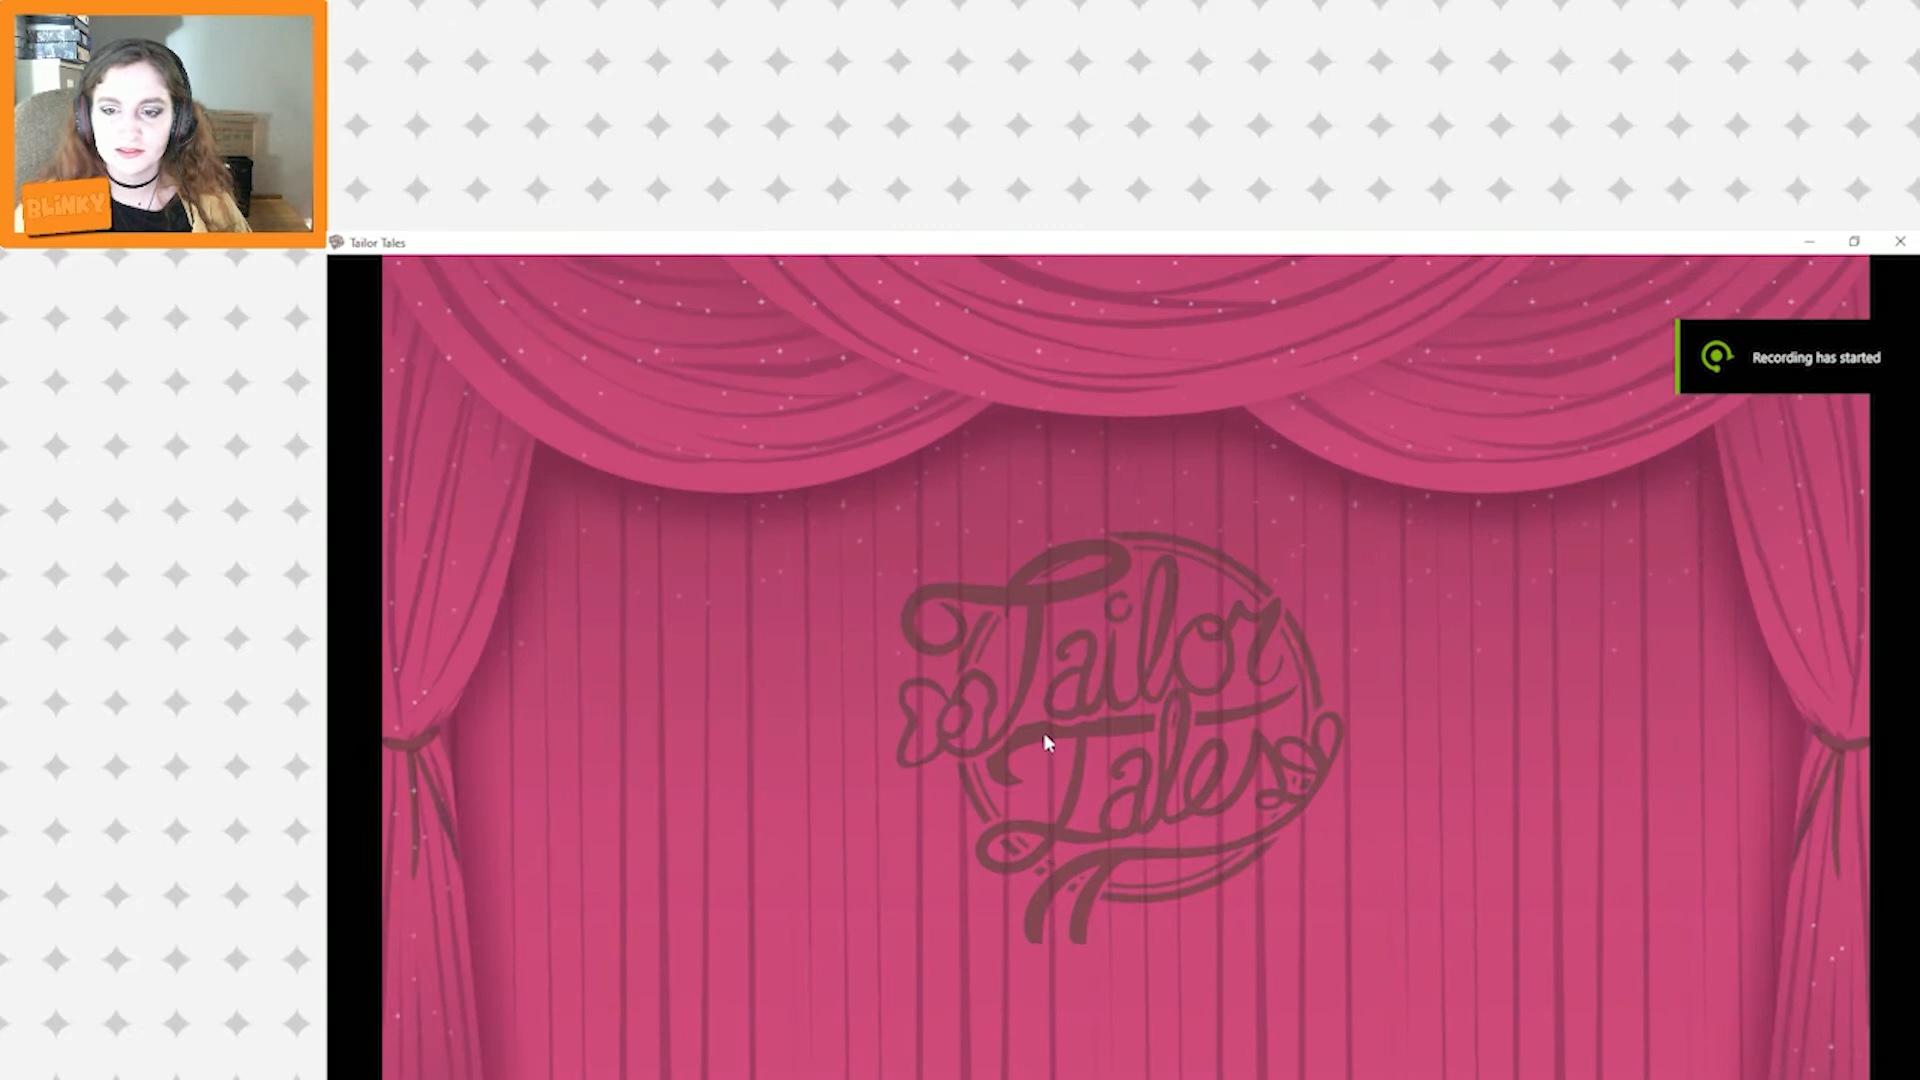 BLiNKY
Tailor Tales
Recording has started
Tailor
Tales